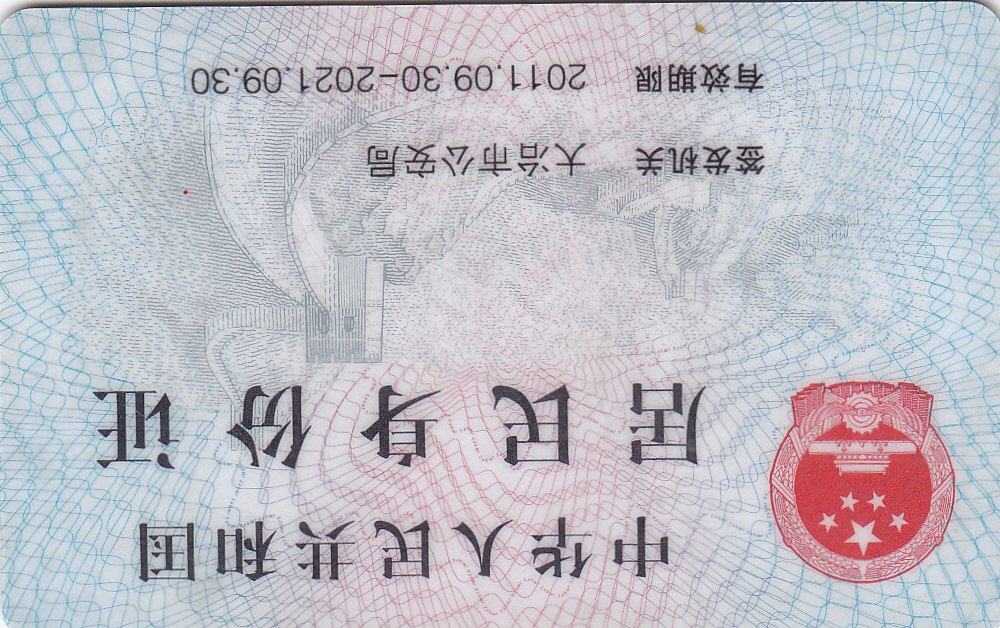 中华人民共和国
居民身份证
签发机关 大冶市公安局
有效期限 2011.09.30-2021.09.30